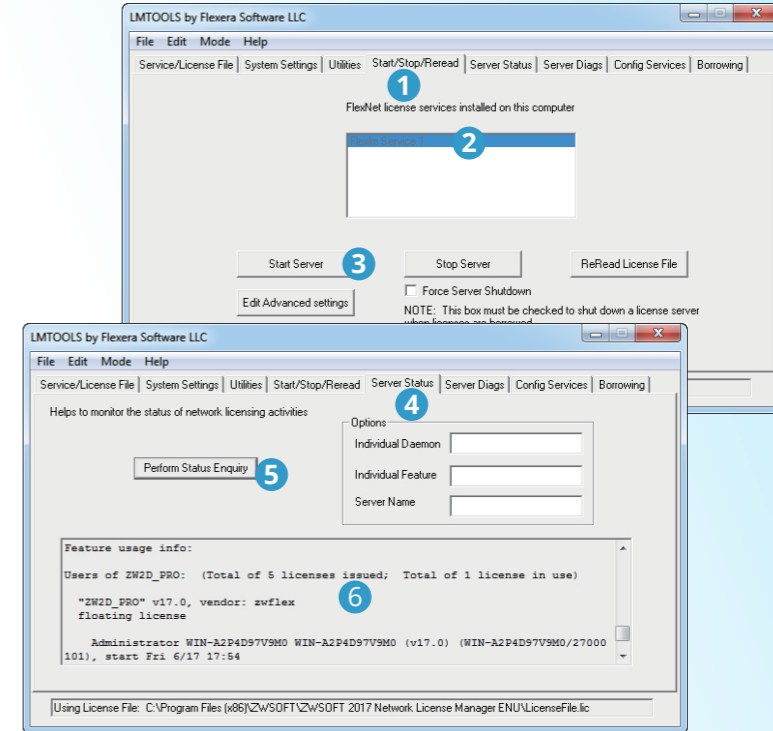 LMTOOLS by Flexera Software LLC
File Edit Mode Help
Service/License File System Settings Utilities Start/Stop/Reread Server Status Server Diags Config Services Borrowing
1
FlexNet license services installed on this computer
Service 1
2
Start Server
3
Stop Server
ReRead License File
Edit Advanced settings
Force Server Shutdown
NOTE: This box must be checked to shut down a license server
when licenses are borrowed
LMTOOLS by Flexera Software LLC
File Edit Mode Help
Service/License File System Settings Utilities Start/Stop/Reread Server Status Server Diags Config Services Borrowing
4
Helps to monitor the status of network licensing activities
Options
Individual Daemon
Perform Status Enquiry
5
Individual Feature
Server Name
Feature usage info:
Users of ZW2D_PRO: (Total of 5 licenses issued; Total of 1 license in use)
"ZW2D_PRO" v17.0, vendor: zwflex
6
floating license
Administrator WIN-A2P4D97V9M0 WIN-A2P4D97V9M0 (v17.0) (WIN-A2P4D97V9M0/27000
101), start Fri 6/17 17:54
Using License File: C:\Program Files (x86)\ZWSOFT\ZWSOFT 2017 Network License Manager ENU\LicenseFile.lic